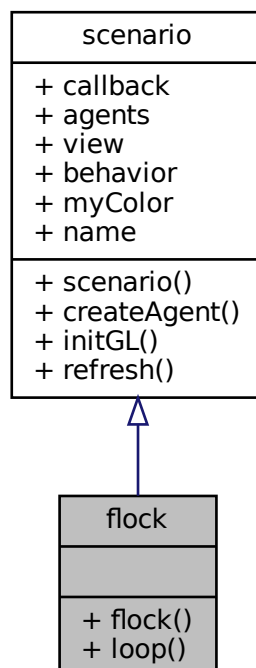 scenario
+ callback
+ agents
+ view
+ behavior
+ myColor
+ name
+ scenario()
+ createAgent()
+ initGL()
+ refresh()
flock
+ flock()
+ loop()